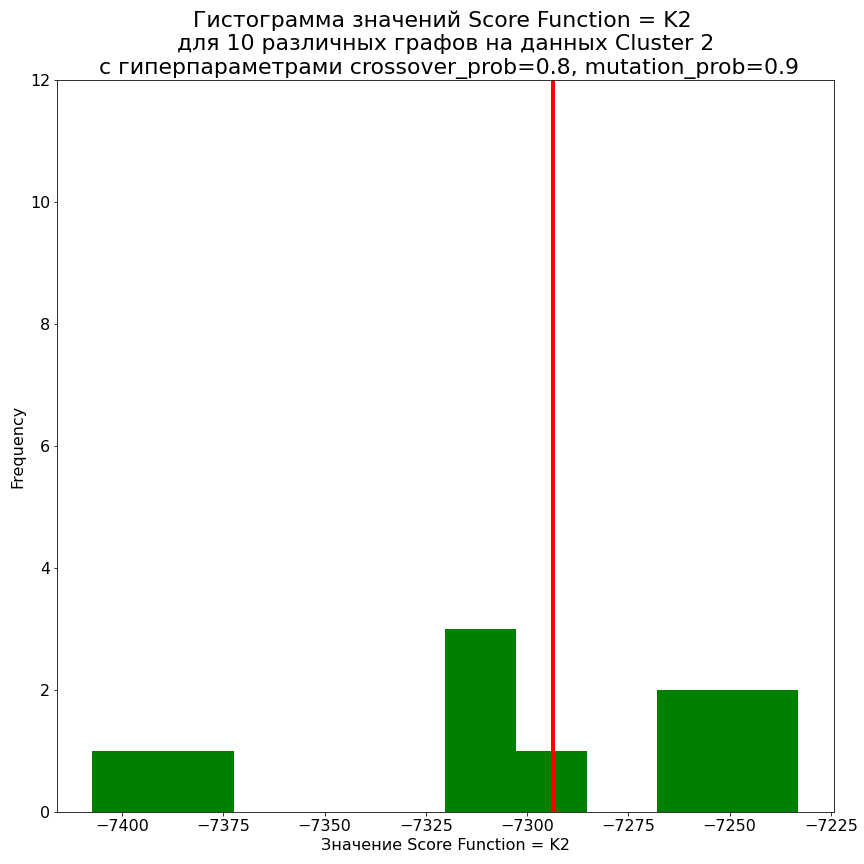 Гистограмма значений Score Function = K2
для 10 различных графов на данных Cluster 2
с гиперпараметрами crossover_prob=0.8, mutation_prob=0.9
12
10
8
6
4
2
0
Frequency
−7400 −7375 −7350 −7325 −7300 −7275 −7250 −7225
Значение Score Function = K2